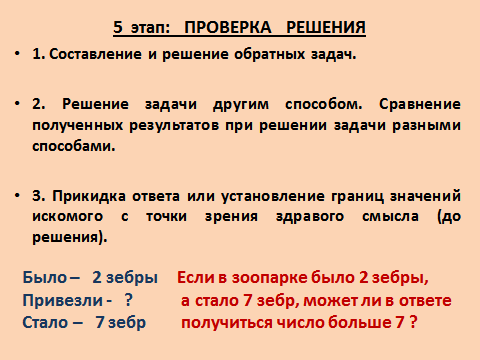 5 этап: ПРОВЕРКА РЕШЕНИЯ
• 1. Составление и решение обратных задач.
• 2. Решение задачи другим способом. Сравнение
полученных результатов при решении задачи разными
способами.
• 3. Прикидка ответа или установление границ значений
искомого с точки зрения здравого смысла (до
решения).
Было – 2 зебры Если в зоопарке было 2 зебры,
Привезли - ? а стало 7 зебр, может ли в ответе
Стало – 7 зебр получиться число больше 7 ?